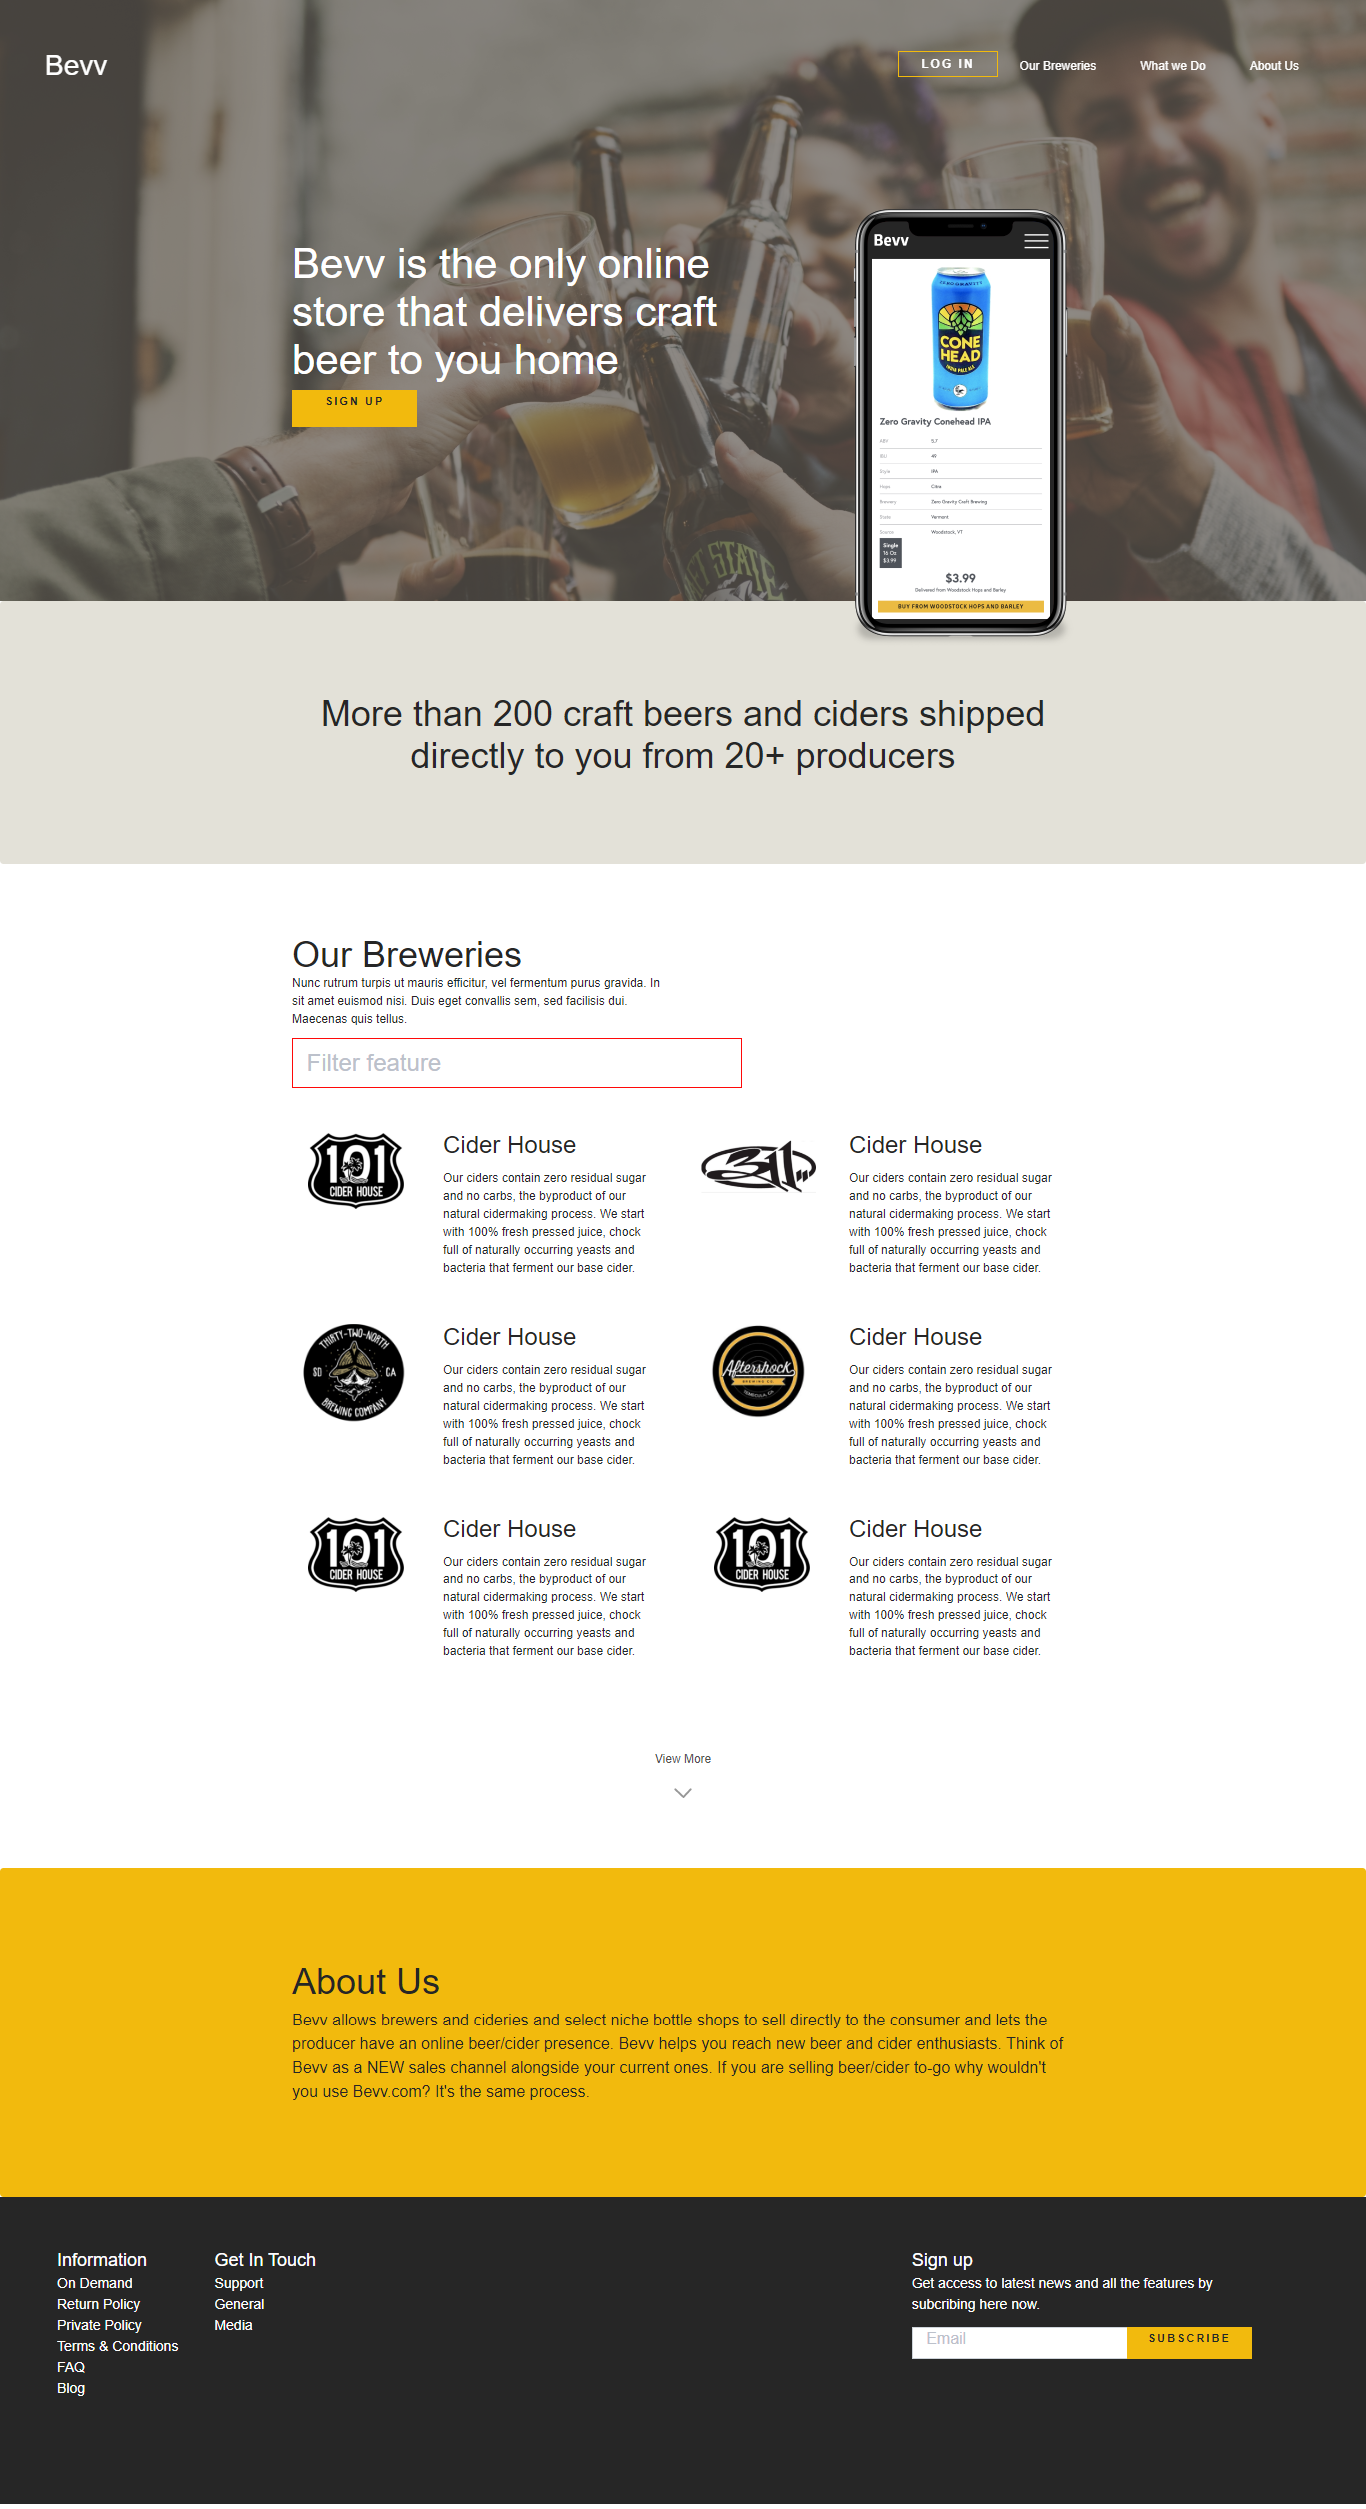 Bevv
LOG IN
Our Breweries
What we Do
About Us
Bevv is the only online
store that delivers craft
beer to you home
SIGN UP
Bevv
ZERO GRAVITY
CONE
HEAD
INDIA PALE ALE
Zero Gravity Conehead IPA
ABV 5.7
IBU 49
Style IPA
Hops Citra
Brewery Zero Gravity Craft Brewing
State Vermont
Source Woodstock, VT
Single
16 Oz
$3.99
$3.99
Delivered from Woodstock Hops and Barley
BUY FROM WOODSTOCK HOPS AND BARLEY
STATE
More than 200 craft beers and ciders shipped
directly to you from 20+ producers
Our Breweries
Nunc rutrum turpis ut mauris efficitur, vel fermentum purus gravida. In
sit amet euismod nisi. Duis eget convallis sem, sed facilisis dui.
Maecenas quis tellus.
Filter feature
101
CIDER HOUSE
Cider House
Our ciders contain zero residual sugar
and no carbs, the byproduct of our
natural cidermaking process. We start
with 100% fresh pressed juice, chock
full of naturally occurring yeasts and
bacteria that ferment our base cider.
311
Cider House
Our ciders contain zero residual sugar
and no carbs, the byproduct of our
natural cidermaking process. We start
with 100% fresh pressed juice, chock
full of naturally occurring yeasts and
bacteria that ferment our base cider.
THIRTY-TWO-NORTH
SD CA
BREWING COMPANY
Cider House
Our ciders contain zero residual sugar
and no carbs, the byproduct of our
natural cidermaking process. We start
with 100% fresh pressed juice, chock
full of naturally occurring yeasts and
bacteria that ferment our base cider.
Aftershock
BREWING CO.
TEMECULA, CA
Cider House
Our ciders contain zero residual sugar
and no carbs, the byproduct of our
natural cidermaking process. We start
with 100% fresh pressed juice, chock
full of naturally occurring yeasts and
bacteria that ferment our base cider.
101
CIDER HOUSE
Cider House
Our ciders contain zero residual sugar
and no carbs, the byproduct of our
natural cidermaking process. We start
with 100% fresh pressed juice, chock
full of naturally occurring yeasts and
bacteria that ferment our base cider.
101
CIDER HOUSE
Cider House
Our ciders contain zero residual sugar
and no carbs, the byproduct of our
natural cidermaking process. We start
with 100% fresh pressed juice, chock
full of naturally occurring yeasts and
bacteria that ferment our base cider.
View More
About Us
Bevv allows brewers and cideries and select niche bottle shops to sell directly to the consumer and lets the
producer have an online beer/cider presence. Bevv helps you reach new beer and cider enthusiasts. Think of
Bevv as a NEW sales channel alongside your current ones. If you are selling beer/cider to-go why wouldn't
you use Bevv.com? It's the same process.
Information
On Demand
Return Policy
Private Policy
Terms & Conditions
FAQ
Blog
Get In Touch
Support
General
Media
Sign up
Get access to latest news and all the features by
subcribing here now.
Email
SUBSCRIBE